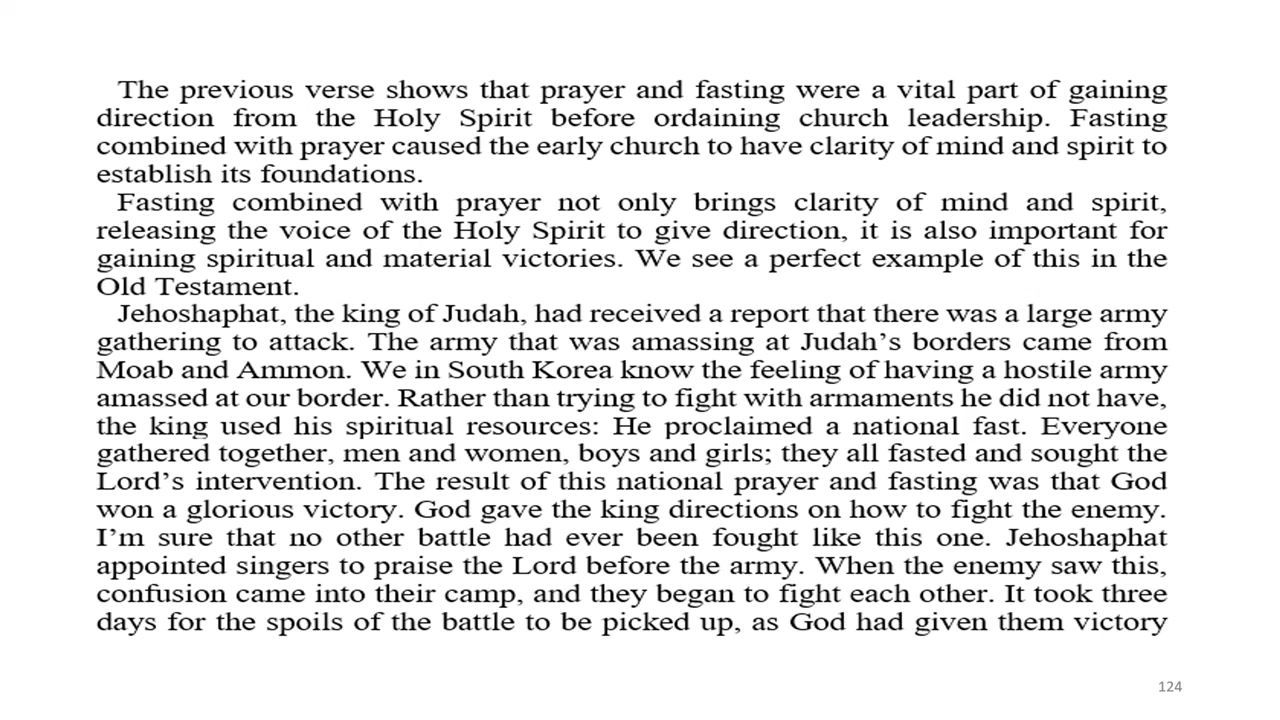 The previous verse shows that prayer and fasting were a vital part of gaining
direction from the Holy Spirit before ordaining church leadership. Fasting
combined with prayer caused the early church to have clarity of mind and spirit to
establish its foundations.
Fasting combined with prayer not only brings clarity of mind and spirit,
releasing the voice of the Holy Spirit to give direction, it is also important for
gaining spiritual and material victories. We see a perfect example of this in the
Old Testament.
Jehoshaphat, the king of Judah, had received a report that there was a large army
gathering to attack. The army that was amassing at Judah’s borders came from
Moab and Ammon. We in South Korea know the feeling of having a hostile army
amassed at our border. Rather than trying to fight with armaments he did not have,
the king used his spiritual resources: He proclaimed a national fast. Everyone
gathered together, men and women, boys and girls; they all fasted and sought the
Lord’s intervention. The result of this national prayer and fasting was that God
won a glorious victory. God gave the king directions on how to fight the enemy.
I’m sure that no other battle had ever been fought like this one. Jehoshaphat
appointed singers to praise the Lord before the army. When the enemy saw this,
confusion came into their camp, and they began to fight each other. It took three
days for the spoils of the battle to be picked up, as God had given them victory
124